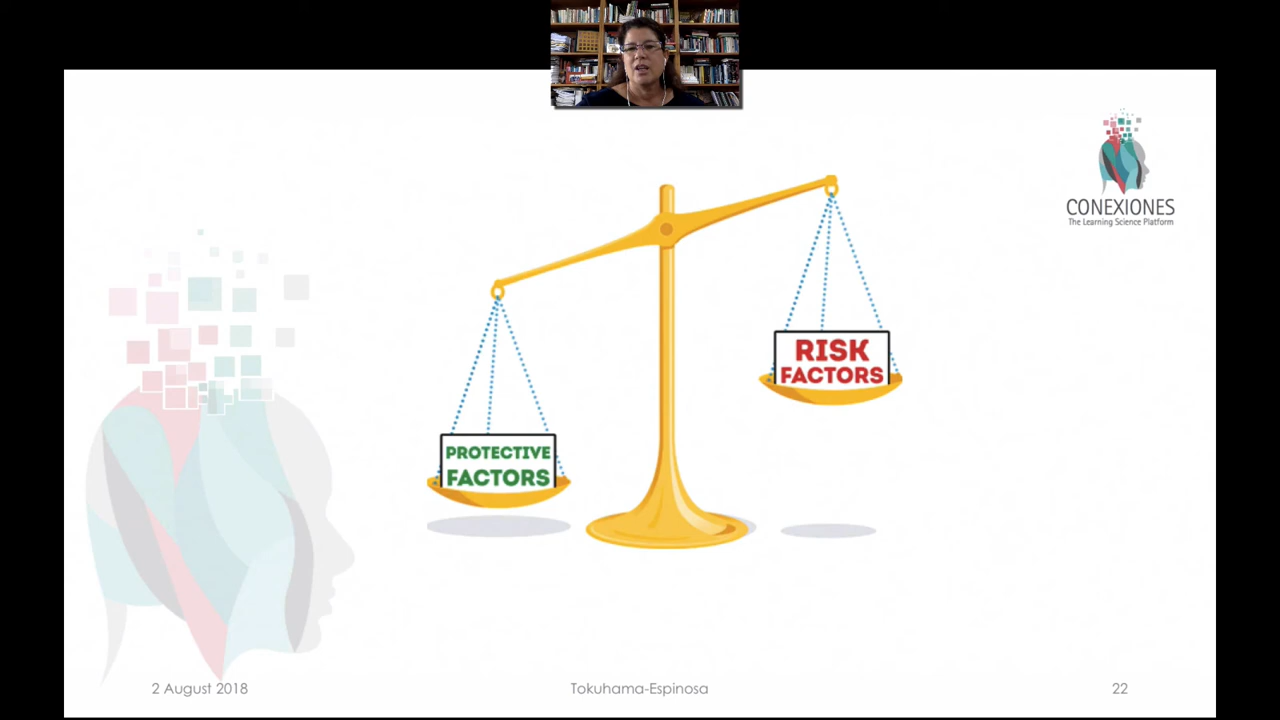 CONEXIONES
The Learning Science Platform
RISK
FACTORS
PROTECTIVE
FACTORS
2 August 2018
Tokuhama-Espinosa
22